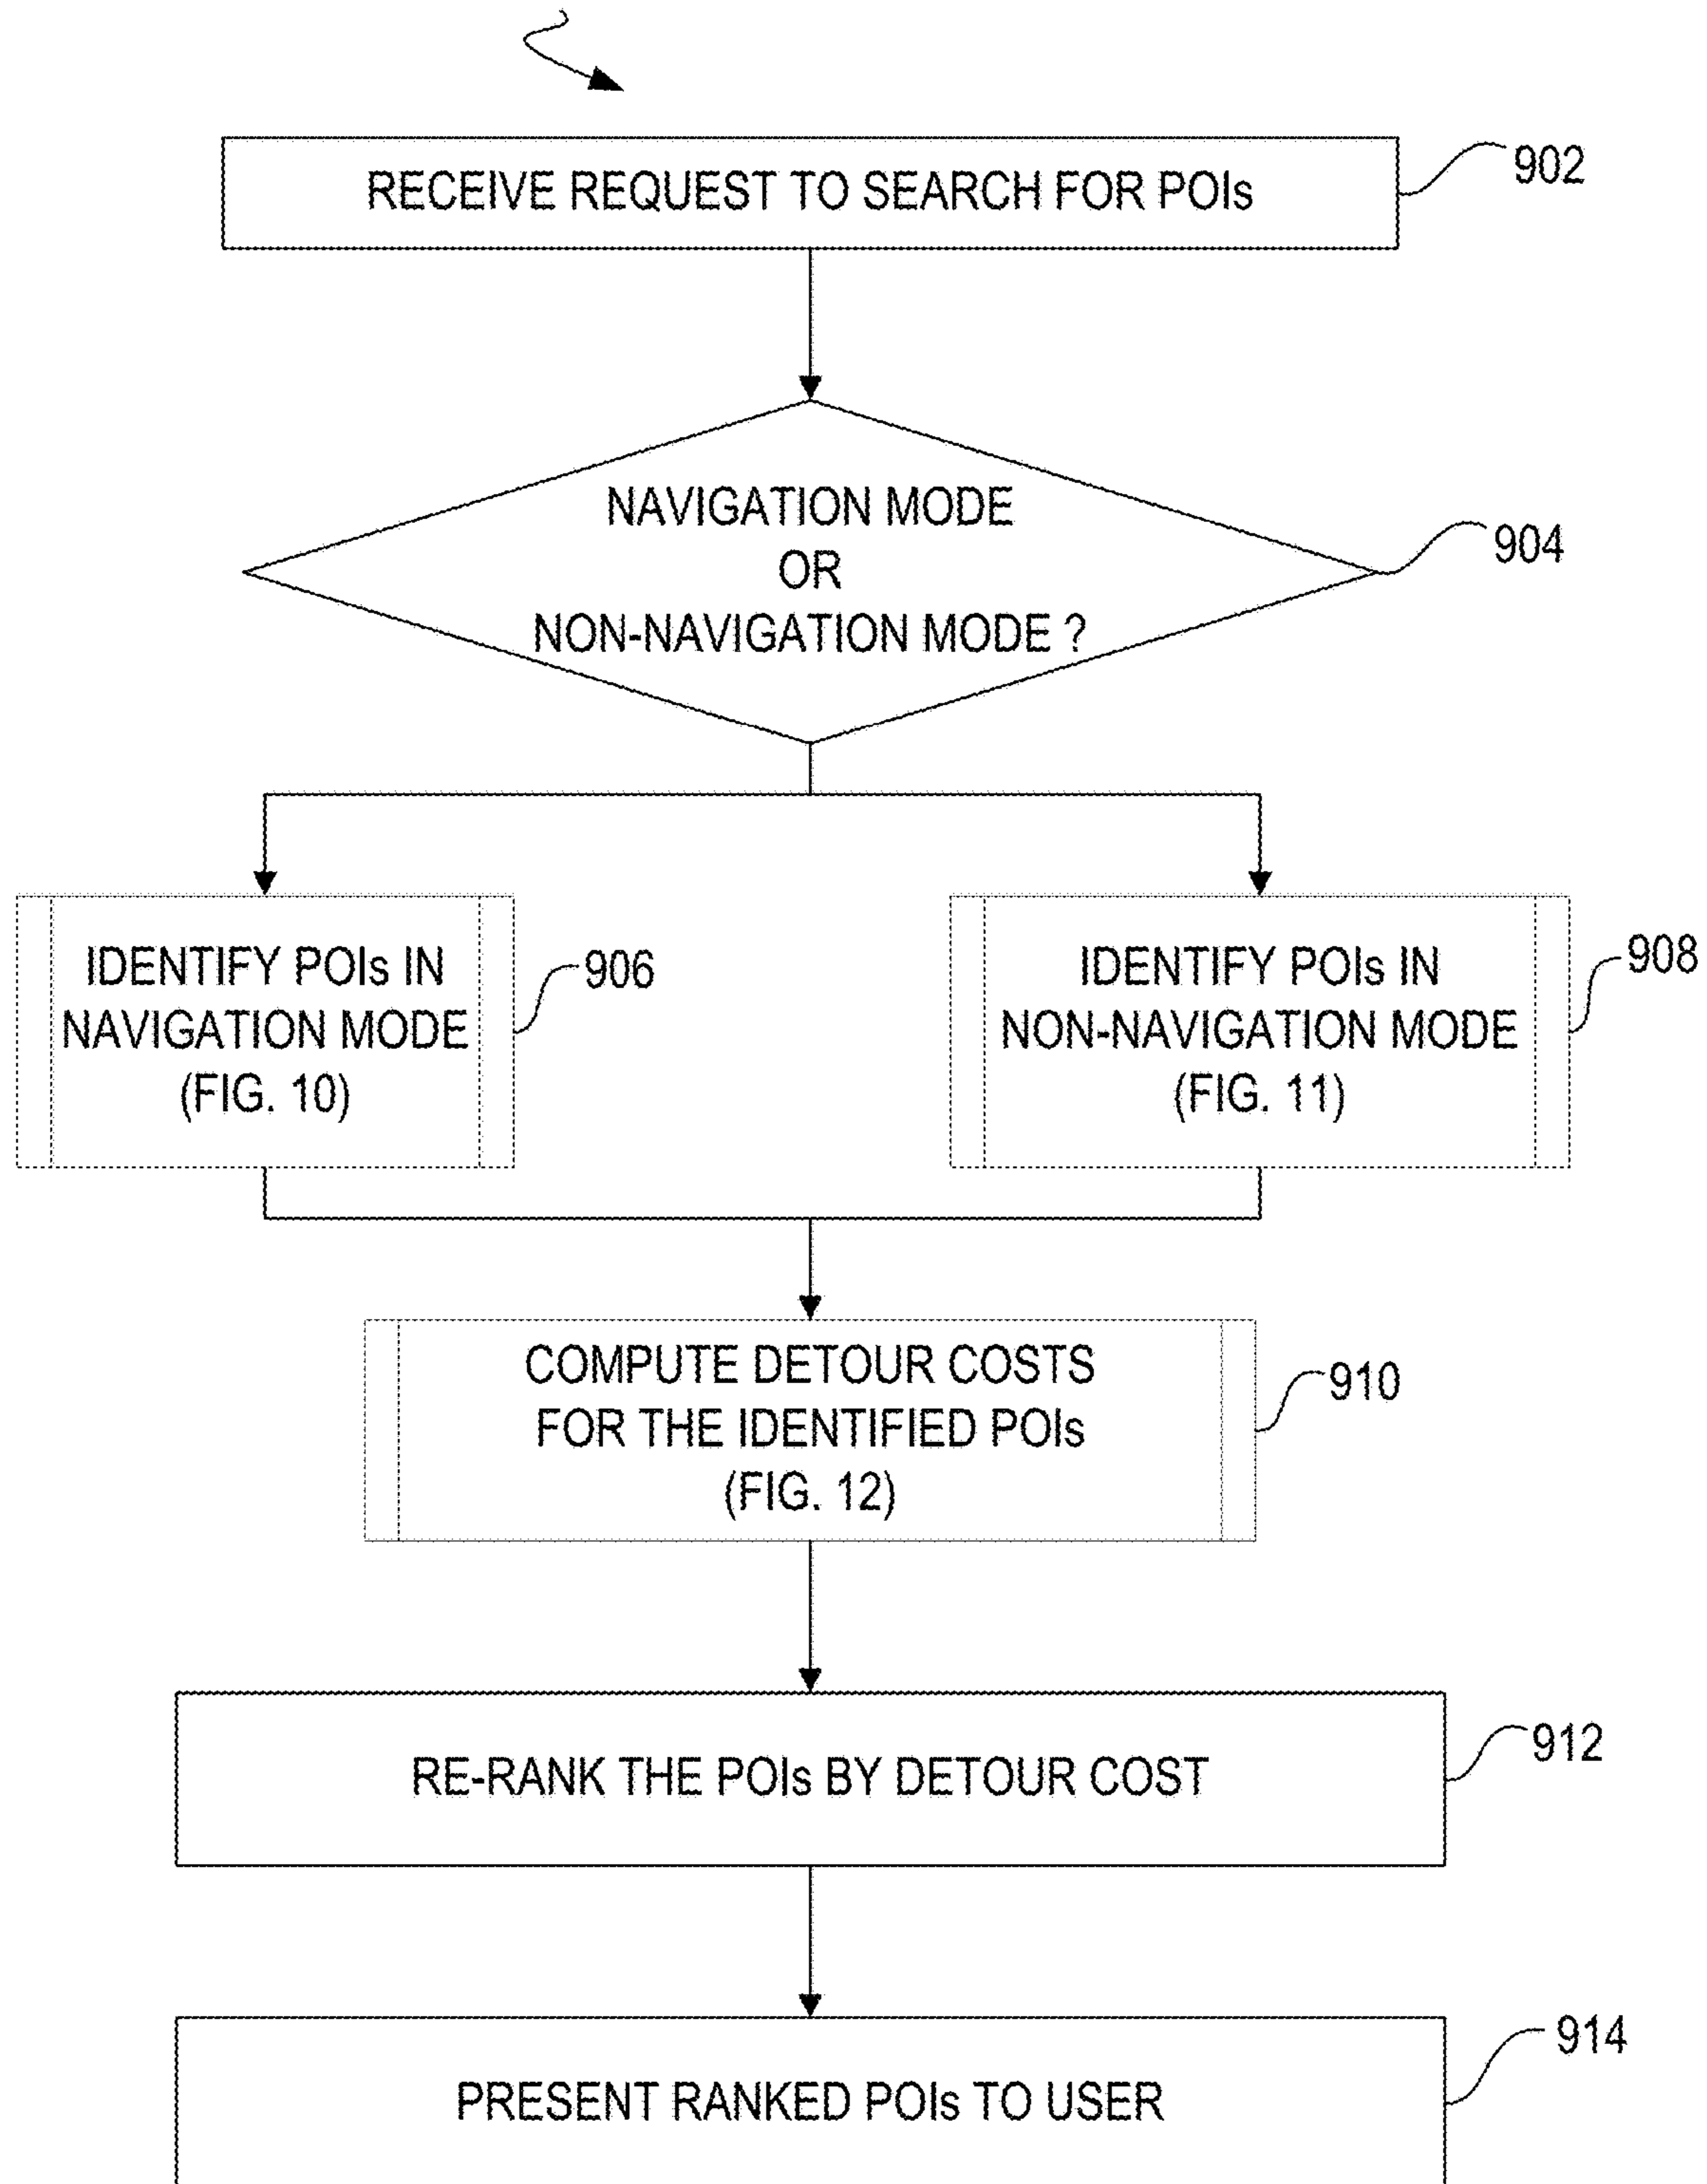 RECEIVE REQUEST TO SEARCH FOR POIs
902
NAVIGATION MODE
OR
NON-NAVIGATION MODE ?
904
IDENTIFY POIs IN
NAVIGATION MODE
(FIG. 10)
906
IDENTIFY POIs IN
NON-NAVIGATION MODE
(FIG. 11)
908
COMPUTE DETOUR COSTS
FOR THE IDENTIFIED POIs
(FIG. 12)
910
RE-RANK THE POIs BY DETOUR COST
912
PRESENT RANKED POIs TO USER
914